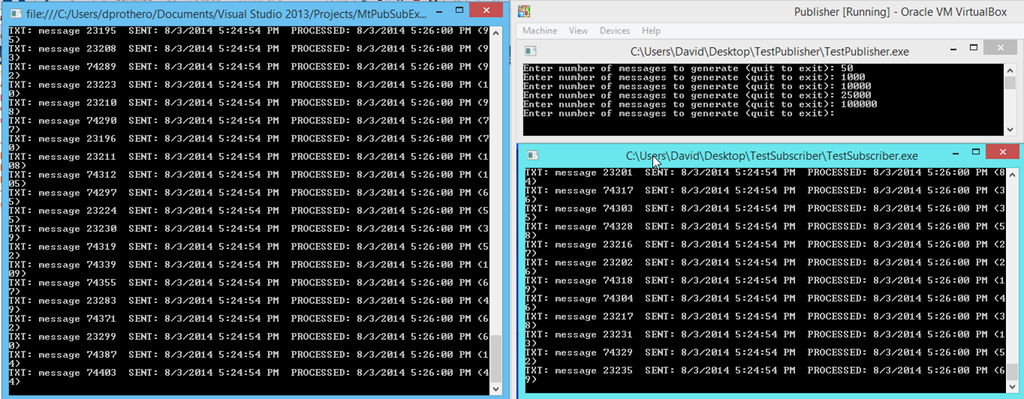 file:///C:/Users/dprothero/Documents/Visual Studio 2013/Projects/MtPubSubEx...
TXT: message 23195 SENT: 8/3/2014 5:24:54 PM PROCESSED: 8/3/2014 5:26:00 PM (9
5)
TXT: message 23208 SENT: 8/3/2014 5:24:54 PM PROCESSED: 8/3/2014 5:26:00 PM (9
3)
TXT: message 74289 SENT: 8/3/2014 5:24:54 PM PROCESSED: 8/3/2014 5:26:00 PM (9
2)
TXT: message 23223 SENT: 8/3/2014 5:24:54 PM PROCESSED: 8/3/2014 5:26:00 PM (1
0)
TXT: message 23210 SENT: 8/3/2014 5:24:54 PM PROCESSED: 8/3/2014 5:26:00 PM (9
8)
TXT: message 74290 SENT: 8/3/2014 5:24:54 PM PROCESSED: 8/3/2014 5:26:00 PM (7
7)
TXT: message 23196 SENT: 8/3/2014 5:24:54 PM PROCESSED: 8/3/2014 5:26:00 PM (7
0)
TXT: message 23211 SENT: 8/3/2014 5:24:54 PM PROCESSED: 8/3/2014 5:26:00 PM (1
08)
TXT: message 74312 SENT: 8/3/2014 5:24:54 PM PROCESSED: 8/3/2014 5:26:00 PM (1
05)
TXT: message 74297 SENT: 8/3/2014 5:24:54 PM PROCESSED: 8/3/2014 5:26:00 PM (6
5)
TXT: message 23224 SENT: 8/3/2014 5:24:54 PM PROCESSED: 8/3/2014 5:26:00 PM (5
5)
TXT: message 23230 SENT: 8/3/2014 5:24:54 PM PROCESSED: 8/3/2014 5:26:00 PM (3
9)
TXT: message 74319 SENT: 8/3/2014 5:24:54 PM PROCESSED: 8/3/2014 5:26:00 PM (5
2)
TXT: message 74339 SENT: 8/3/2014 5:24:54 PM PROCESSED: 8/3/2014 5:26:00 PM (1
09)
TXT: message 74355 SENT: 8/3/2014 5:24:54 PM PROCESSED: 8/3/2014 5:26:00 PM (6
7)
TXT: message 23283 SENT: 8/3/2014 5:24:54 PM PROCESSED: 8/3/2014 5:26:00 PM (4
9)
TXT: message 74371 SENT: 8/3/2014 5:24:54 PM PROCESSED: 8/3/2014 5:26:00 PM (6
2)
TXT: message 23299 SENT: 8/3/2014 5:24:54 PM PROCESSED: 8/3/2014 5:26:00 PM (6
0)
TXT: message 74387 SENT: 8/3/2014 5:24:54 PM PROCESSED: 8/3/2014 5:26:00 PM (1
4)
TXT: message 74403 SENT: 8/3/2014 5:24:54 PM PROCESSED: 8/3/2014 5:26:00 PM (4
4)
Publisher [Running] - Oracle VM VirtualBox
Machine View Devices Help
C:\Users\David\Desktop\TestPublisher\TestPublisher.exe
Enter number of messages to generate (quit to exit): 50
Enter number of messages to generate (quit to exit): 1000
Enter number of messages to generate (quit to exit): 10000
Enter number of messages to generate (quit to exit): 25000
Enter number of messages to generate (quit to exit): 100000
Enter number of messages to generate (quit to exit):
C:\Users\David\Desktop\TestSubscriber\TestSubscriber.exe
TXT: message 23201 SENT: 8/3/2014 5:24:54 PM PROCESSED: 8/3/2014 5:26:00 PM (8
4)
TXT: message 74317 SENT: 8/3/2014 5:24:54 PM PROCESSED: 8/3/2014 5:26:00 PM (3
6)
TXT: message 74303 SENT: 8/3/2014 5:24:54 PM PROCESSED: 8/3/2014 5:26:00 PM (3
5)
TXT: message 74328 SENT: 8/3/2014 5:24:54 PM PROCESSED: 8/3/2014 5:26:00 PM (5
8)
TXT: message 23216 SENT: 8/3/2014 5:24:54 PM PROCESSED: 8/3/2014 5:26:00 PM (2
7)
TXT: message 23202 SENT: 8/3/2014 5:24:54 PM PROCESSED: 8/3/2014 5:26:00 PM (2
6)
TXT: message 74318 SENT: 8/3/2014 5:24:54 PM PROCESSED: 8/3/2014 5:26:00 PM (1
9)
TXT: message 74304 SENT: 8/3/2014 5:24:54 PM PROCESSED: 8/3/2014 5:26:00 PM (4
6)
TXT: message 23217 SENT: 8/3/2014 5:24:54 PM PROCESSED: 8/3/2014 5:26:00 PM (3
8)
TXT: message 23231 SENT: 8/3/2014 5:24:54 PM PROCESSED: 8/3/2014 5:26:00 PM (1
3)
TXT: message 74329 SENT: 8/3/2014 5:24:54 PM PROCESSED: 8/3/2014 5:26:00 PM (5
2)
TXT: message 23235 SENT: 8/3/2014 5:24:54 PM PROCESSED: 8/3/2014 5:26:00 PM (6
9)